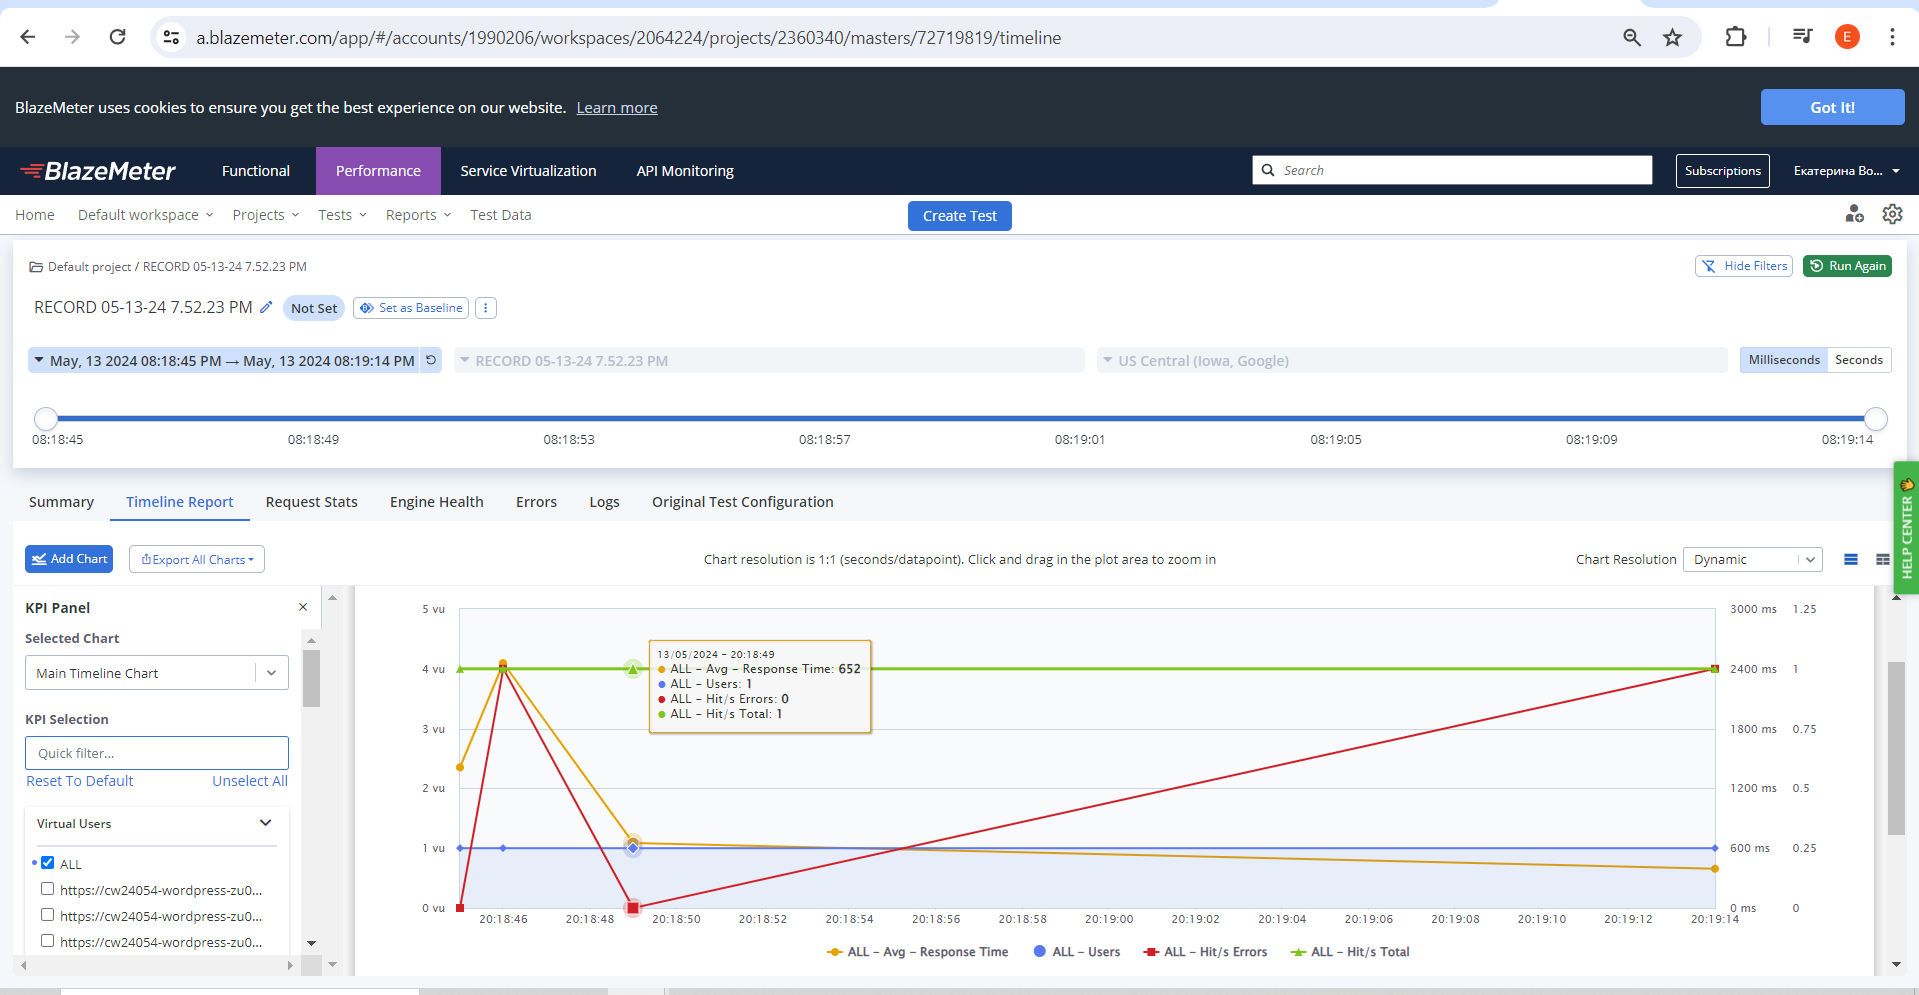 a.blazemeter.com/app/#/accounts/1990206/workspaces/2064224/projects/2360340/masters/72719819/timeline
E
BlazeMeter uses cookies to ensure you get the best experience on our website. Learn more
Got It!
BlazeMeter
Functional
Performance
Service Virtualization
API Monitoring
Search
Subscriptions
Екатерина Во...
Home
Default workspace
Projects
Tests
Reports
Test Data
Create Test
Default project / RECORD 05-13-24 7.52.23 PM
Hide Filters
Run Again
RECORD 05-13-24 7.52.23 PM
Not Set
Set as Baseline
May, 13 2024 08:18:45 PM → May, 13 2024 08:19:14 PM
RECORD 05-13-24 7.52.23 PM
US Central (Iowa, Google)
Milliseconds
Seconds
08:18:45
08:18:49
08:18:53
08:18:57
08:19:01
08:19:05
08:19:09
08:19:14
HELP CENTER
Summary
Timeline Report
Request Stats
Engine Health
Errors
Logs
Original Test Configuration
Add Chart
Export All Charts
Chart resolution is 1:1 (seconds/datapoint). Click and drag in the plot area to zoom in
Chart Resolution
Dynamic
KPI Panel
Selected Chart
Main Timeline Chart
KPI Selection
Quick filter...
Reset To Default
Unselect All
Virtual Users
ALL
https://cw24054-wordpress-zu0...
https://cw24054-wordpress-zu0...
https://cw24054-wordpress-zu0...
5 vu
4 vu
3 vu
2 vu
1 vu
0 vu
13/05/2024 - 20:18:49
ALL - Avg - Response Time: 652
ALL - Users: 1
ALL - Hit/s Errors: 0
ALL - Hit/s Total: 1
3000 ms
2400 ms
1800 ms
1200 ms
600 ms
0 ms
1.25
1
0.75
0.5
0.25
0
20:18:46
20:18:48
20:18:50
20:18:52
20:18:54
20:18:56
20:18:58
20:19:00
20:19:02
20:19:04
20:19:06
20:19:08
20:19:10
20:19:12
20:19:14
ALL - Avg - Response Time
ALL - Users
ALL - Hit/s Errors
ALL - Hit/s Total